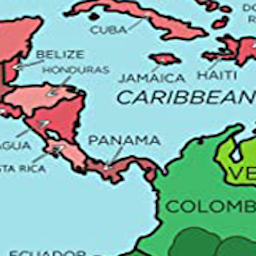 DO
R
CUBA
BELIZE
HONDURAS
JAMAICA
HAITI
CARIBBEAN
AGUA
PANAMA
STA RICA
VE
COLOMB
ECUADOR